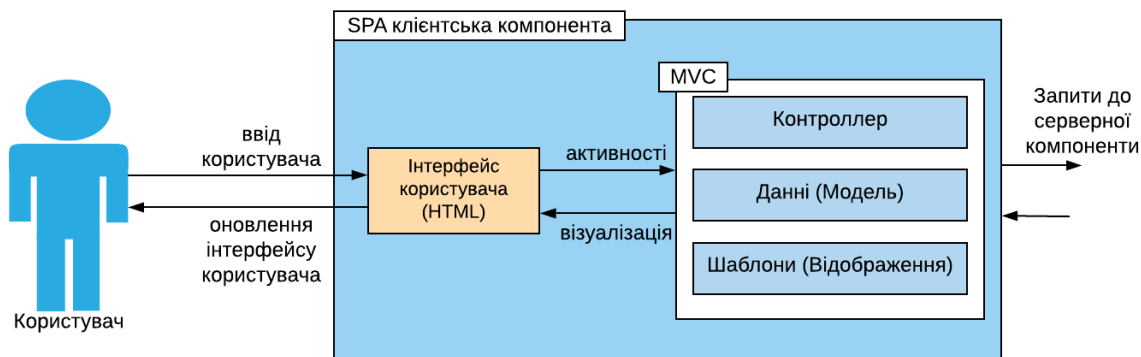 SPA клієнтська компонента
MVC
Контроллер
Данні (Модель)
Шаблони (Відображення)
Запити до
серверної
компоненти
ввід
користувача
активності
Інтерфейс
користувача
(HTML)
візуалізація
оновлення
інтерфейсу
користувача
Користувач